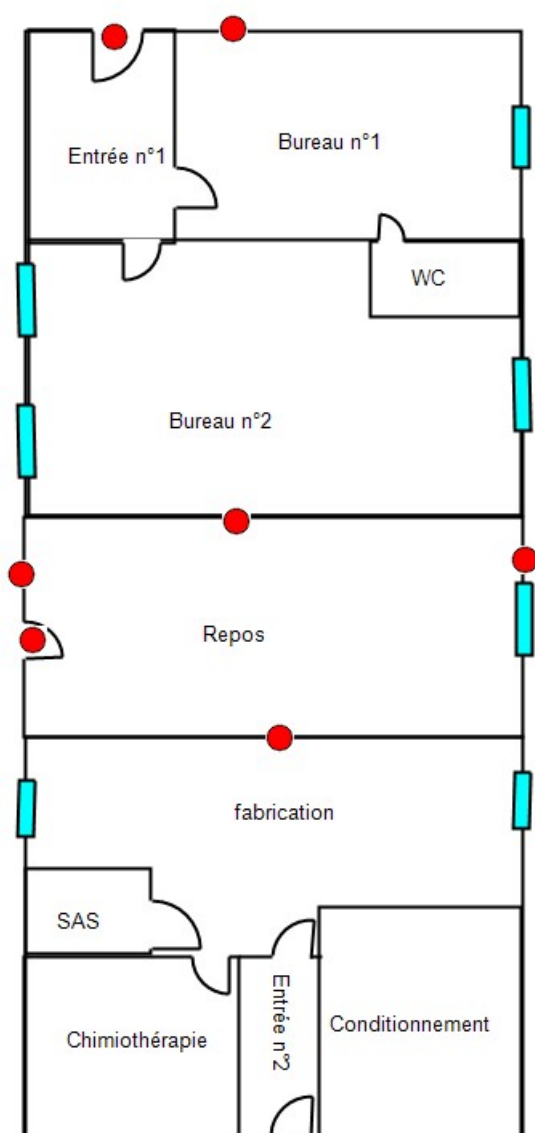 Entrée n°1
Bureau n°1
WC
Bureau n°2
Repos
fabrication
SAS
Chimiothérapie
Entrée n°2
Conditionnement